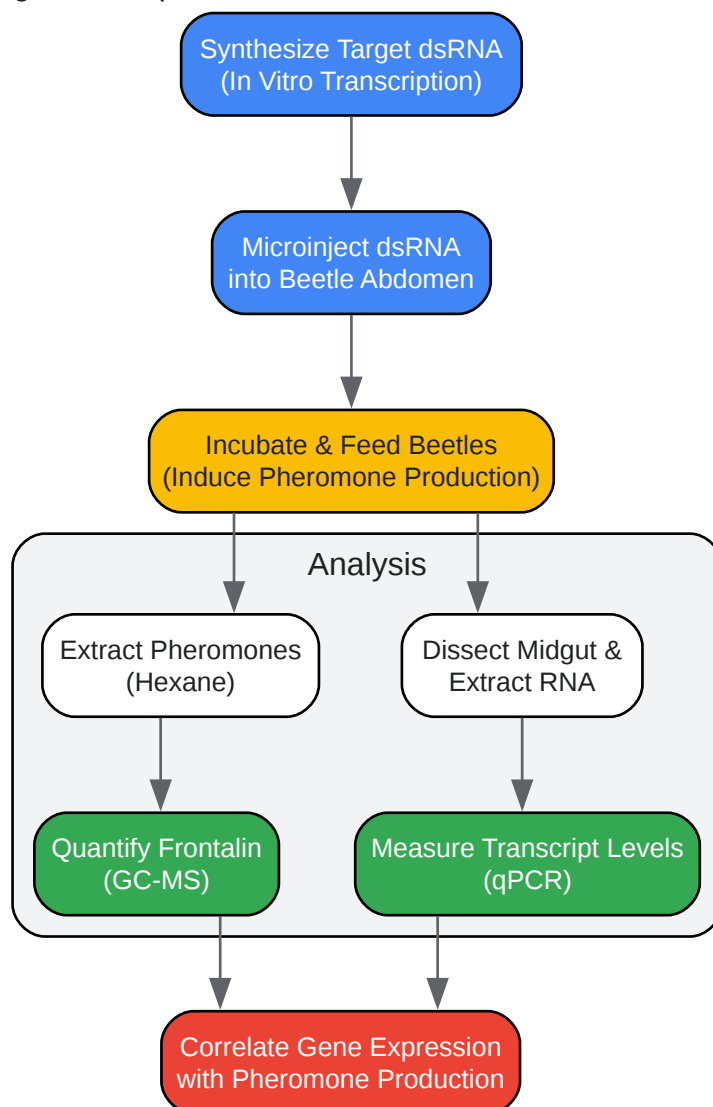 Synthesize Target dsRNA
(In Vitro Transcription)
Microinject dsRNA
into Beetle Abdomen
Incubate & Feed Beetles
(Induce Pheromone Production)
Analysis
Extract Pheromones
(Hexane)
Dissect Midgut &
Extract RNA
Quantify Frontalin
(GC-MS)
Measure Transcript Levels
(qPCR)
Correlate Gene Expression
with Pheromone Production